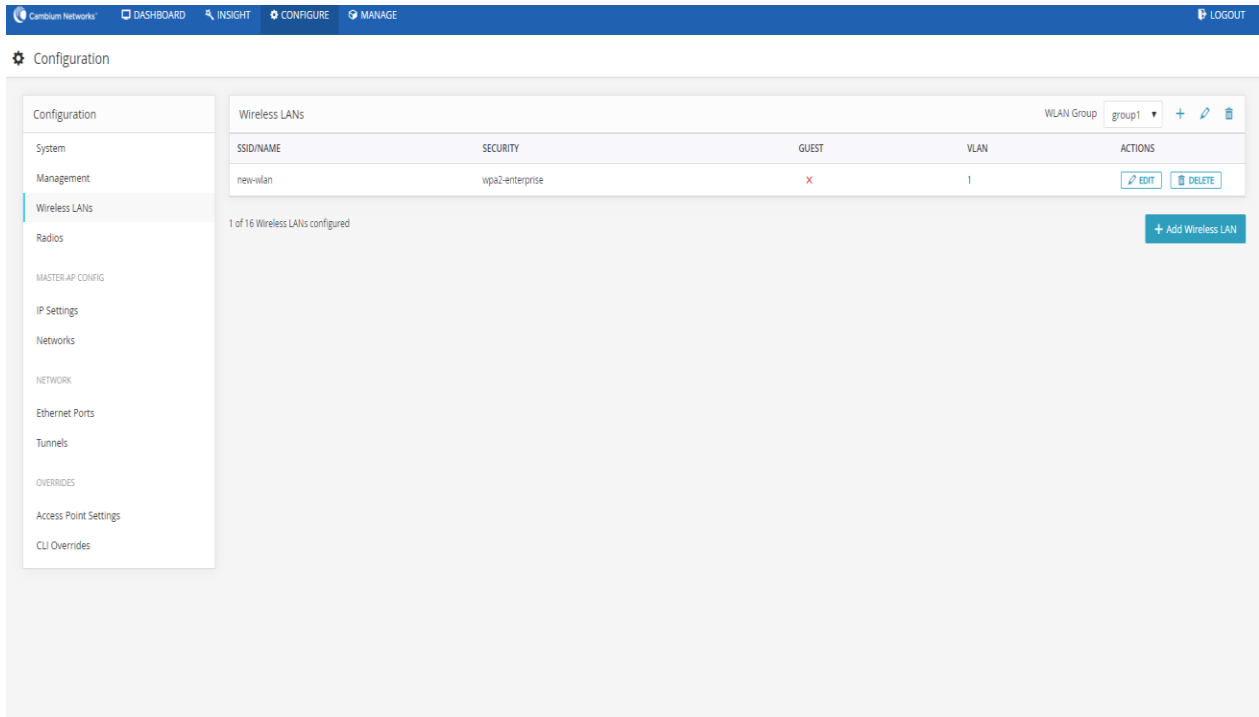 Cambium Networks™ DASHBOARD INSIGHT CONFIGURE MANAGE LOGOUT
Configuration
Configuration
System
Management
Wireless LANs
Radios
MASTER-AP CONFIG
IP Settings
Networks
NETWORK
Ethernet Ports
Tunnels
OVERRIDES
Access Point Settings
CLI Overrides
Wireless LANs WLAN Group group1
SSID/NAME SECURITY GUEST VLAN ACTIONS
new-wlan wpa2-enterprise 1 EDIT DELETE
1 of 16 Wireless LANs configured
+ Add Wireless LAN